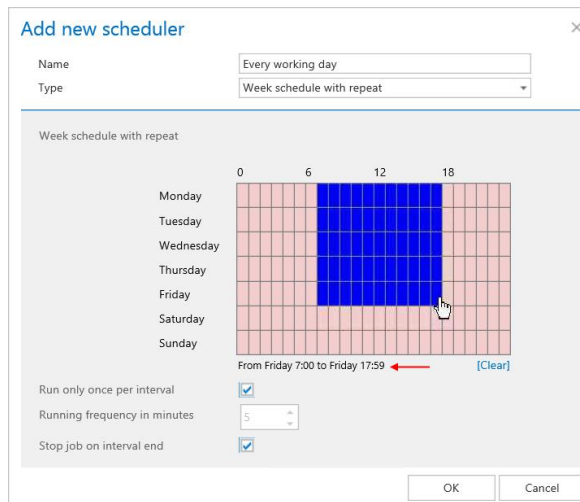 Add new scheduler
Name Every working day
Type Week schedule with repeat
Week schedule with repeat
0 6 12 18
Monday
Tuesday
Wednesday
Thursday
Friday
Saturday
Sunday
From Friday 7:00 to Friday 17:59 [Clear]
Run only once per interval
Running frequency in minutes 5
Stop job on interval end
OK Cancel